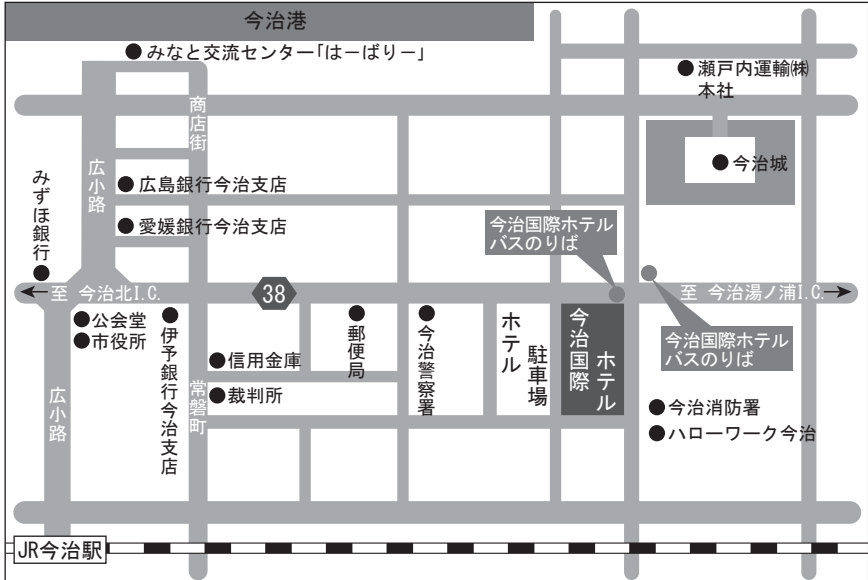 今治港
みなと交流センター「はーばりー」
瀬戸内運輸㈱
本社
商店街
広小路
みずほ銀行
今治城
広島銀行今治支店
愛媛銀行今治支店
今治国際ホテル
バスのりば
至 今治北I.C.
38
至 今治湯ノ浦I.C.
公会堂
市役所
伊予銀行今治支店
信用金庫
裁判所
常磐町
郵便局
今治警察署
ホテル
駐車場
今治国際
ホテル
今治国際ホテル
バスのりば
広小路
今治消防署
ハローワーク今治
JR今治駅